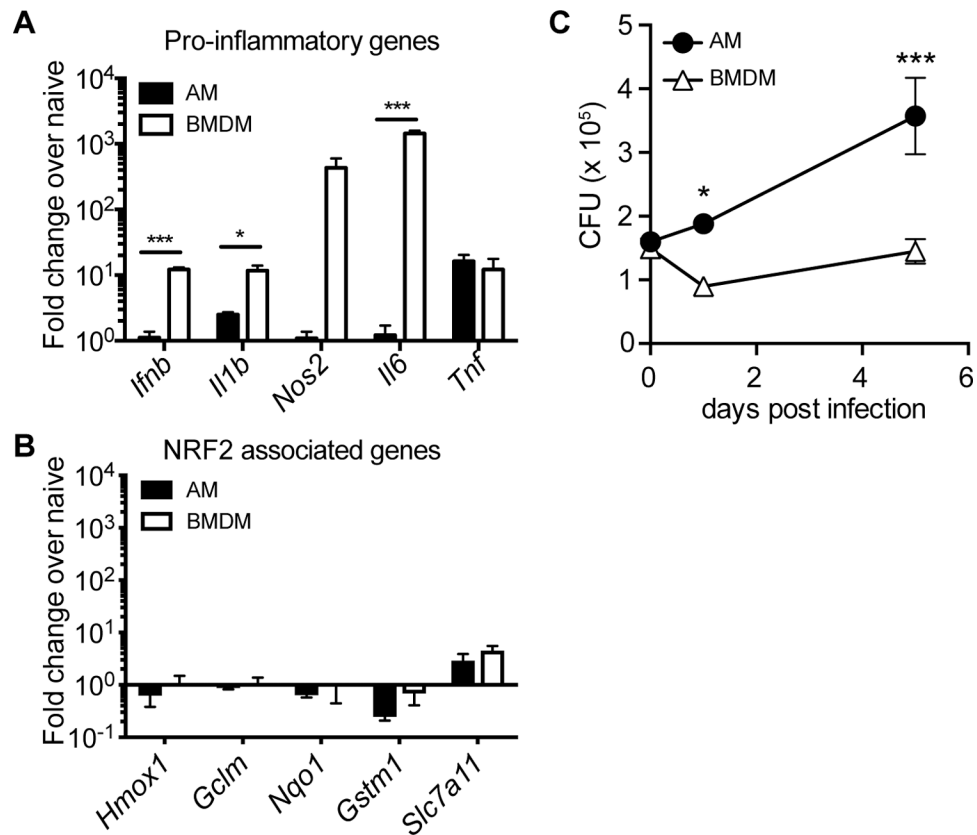 A
Pro-inflammatory genes
Fold change over naive
10⁴
10³
10²
10¹
10⁰
AM
BMDM
***
*
***
Ifnb
Il1b
Nos2
Il6
Tnf
B
NRF2 associated genes
Fold change over naive
10⁴
10³
10²
10¹
10⁰
10⁻¹
AM
BMDM
Hmox1
Gclm
Nqo1
Gstm1
Slc7a11
C
CFU (x 10⁵)
5
4
3
2
1
0
AM
BMDM
*
***
0 2 4 6
days post infection